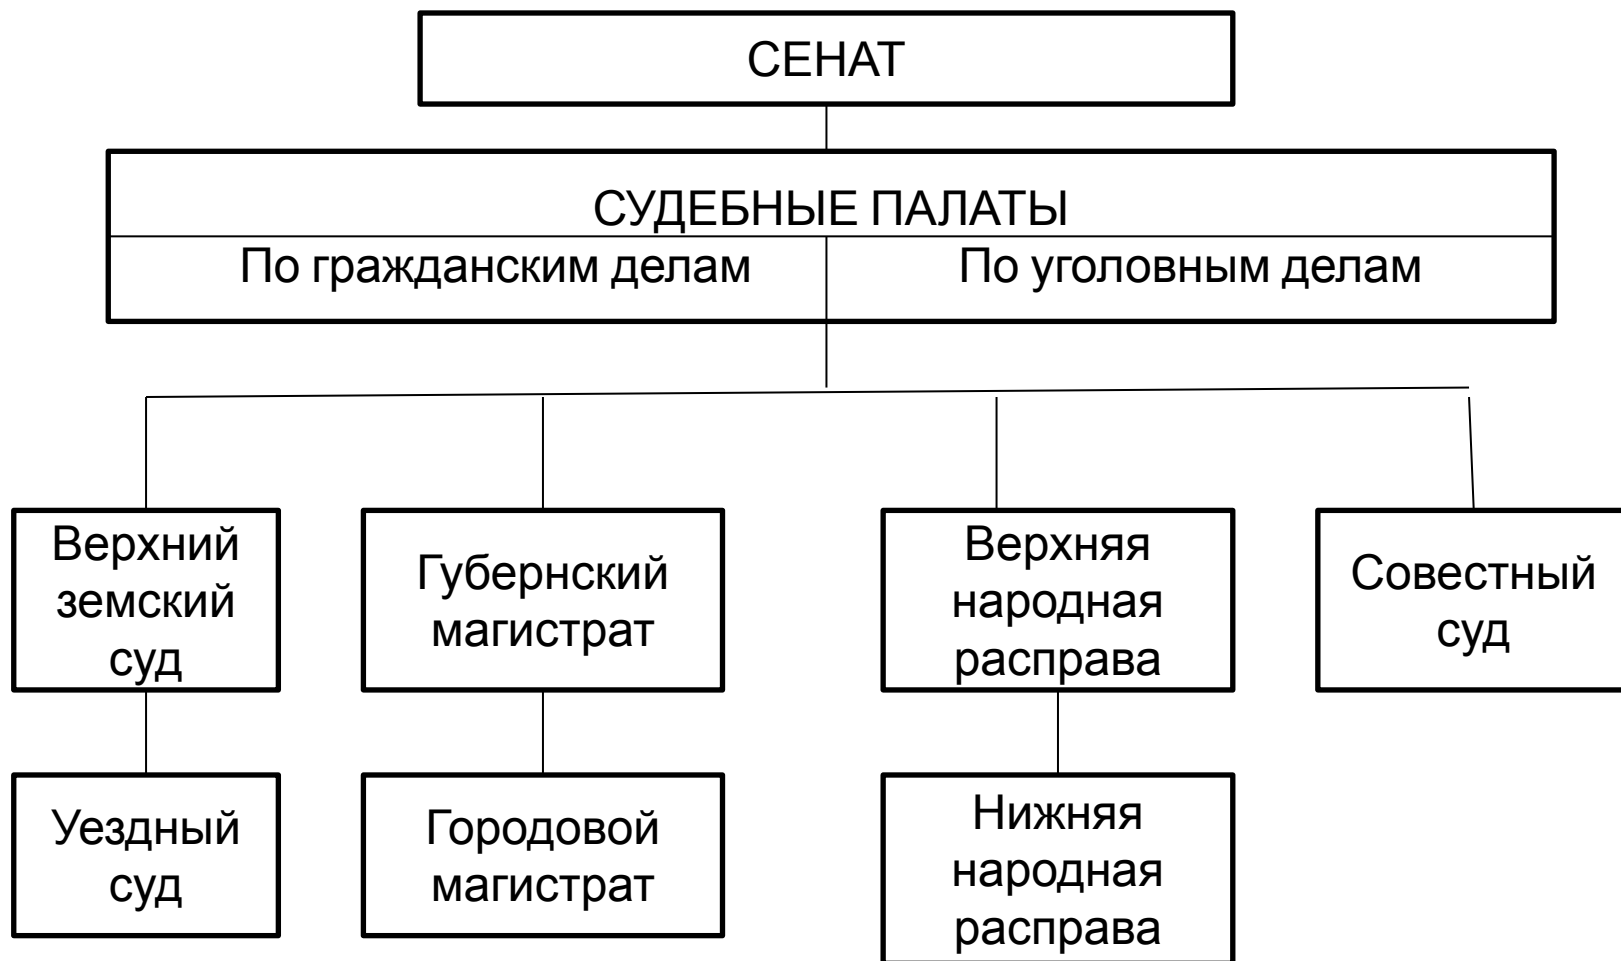 СЕНАТ
СУДЕБНЫЕ ПАЛАТЫ
По гражданским делам
По уголовным делам
Верхний
земский
суд
Губернский
магистрат
Верхняя
народная
расправа
Совестный
суд
Уездный
суд
Городовой
магистрат
Нижняя
народная
расправа